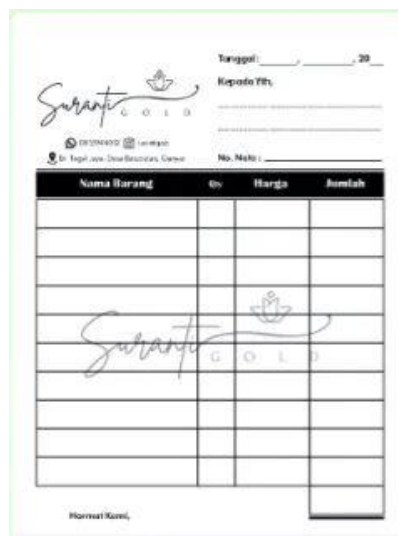 Tanggal : , , 20
Suranti
GOLD
Kepada Yth,
No. Nota :
Nama Barang Qty Harga Jumlah
Suranti
GOLD
Hormat Kami,